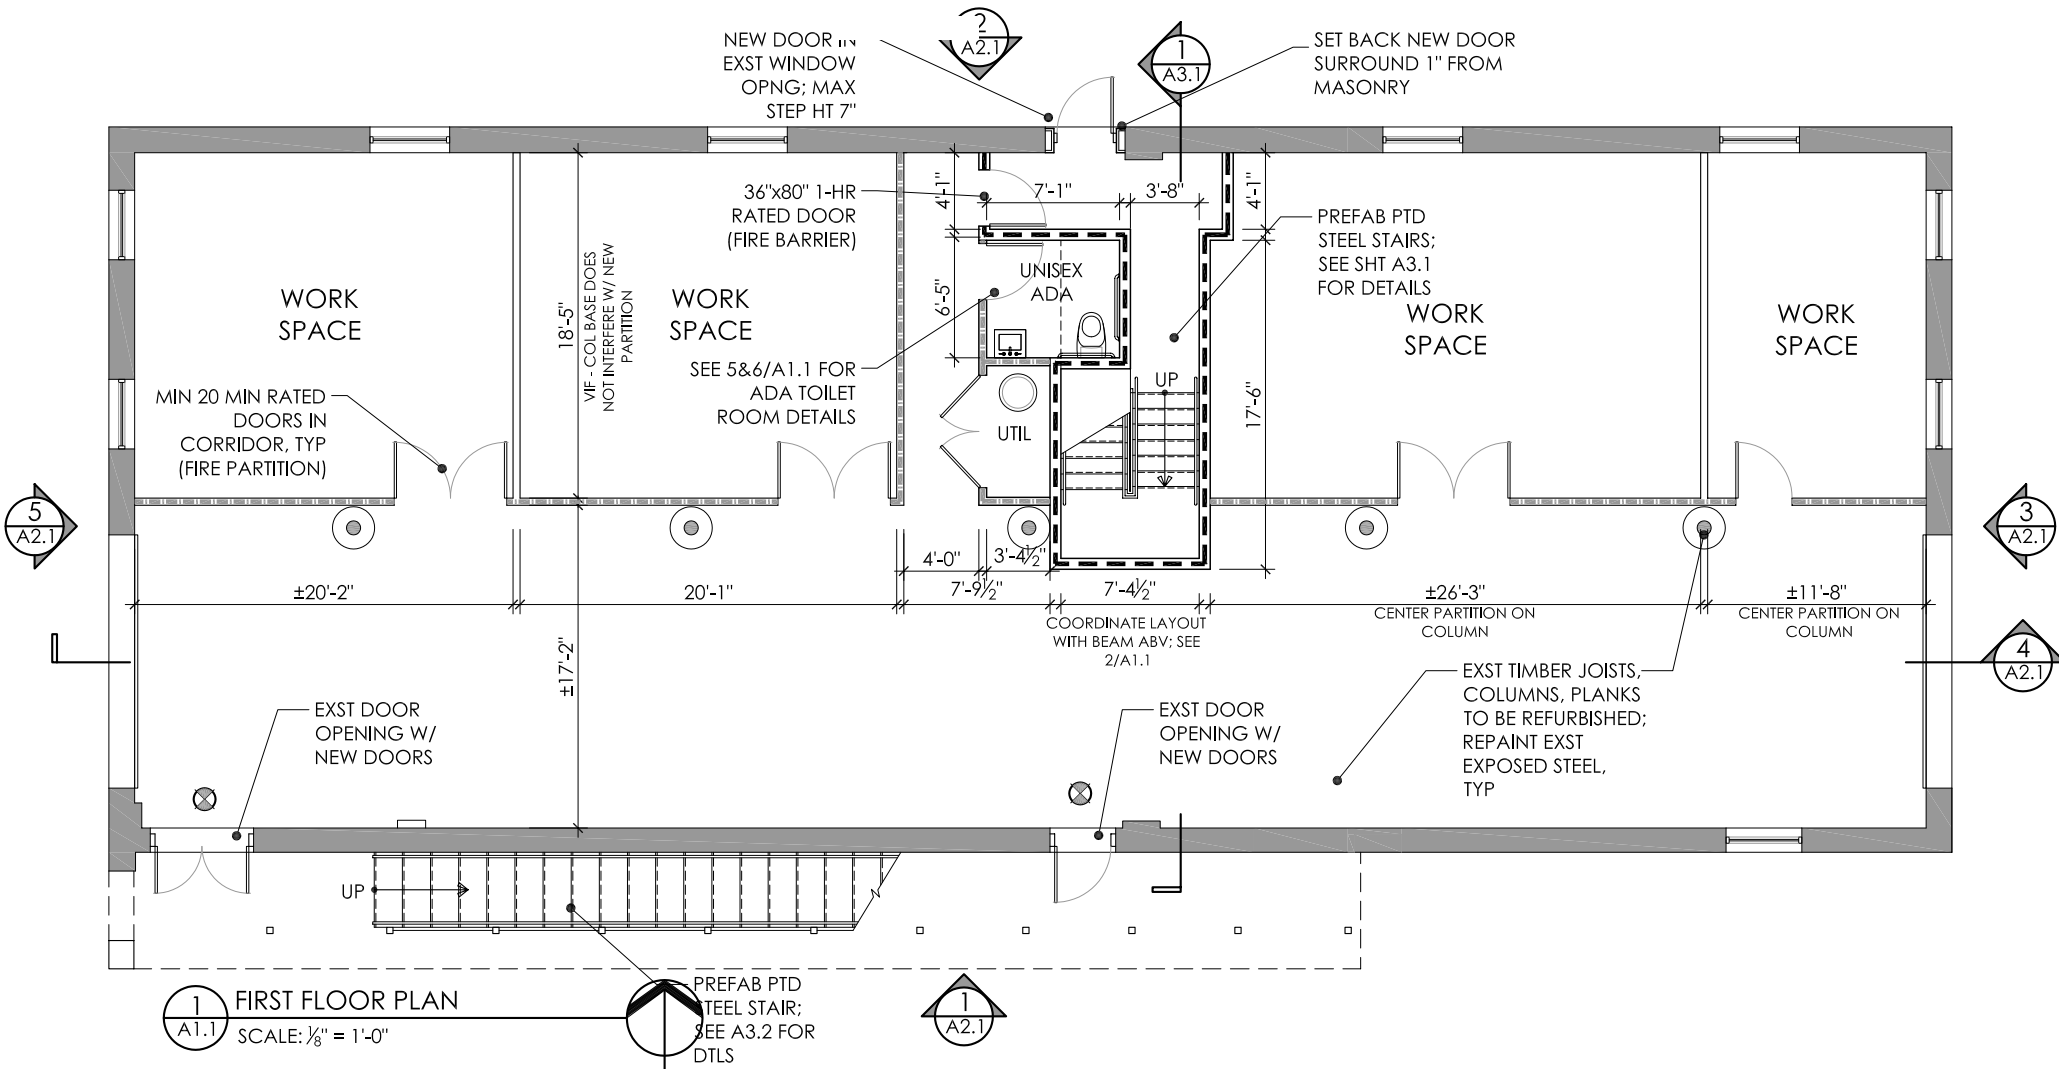 NEW DOOR IN
EXST WINDOW
OPNG; MAX
STEP HT 7"
2
A2.1
1
A3.1
SET BACK NEW DOOR
SURROUND 1" FROM
MASONRY
36"x80" 1-HR
RATED DOOR
(FIRE BARRIER)
4'-1"
7'-1"
3'-8"
4'-1"
PREFAB PTD
STEEL STAIRS;
SEE SHT A3.1
FOR DETAILS
WORK
SPACE
18'-5"
VIF - COL BASE DOES
NOT INTERFERE W/ NEW
PARTITION
WORK
SPACE
6'-5"
UNISEX
ADA
WORK
SPACE
WORK
SPACE
SEE 5&6/A1.1 FOR
ADA TOILET
ROOM DETAILS
UP
17'-6"
UTIL
MIN 20 MIN RATED
DOORS IN
CORRIDOR, TYP
(FIRE PARTITION)
5
A2.1
3
A2.1
4'-0"
3'-4½"
±20'-2"
20'-1"
7'-9½"
7'-4½"
±26'-3"
±11'-8"
COORDINATE LAYOUT
WITH BEAM ABV; SEE
2/A1.1
CENTER PARTITION ON
COLUMN
CENTER PARTITION ON
COLUMN
±17'-2"
4
A2.1
EXST TIMBER JOISTS,
COLUMNS, PLANKS
TO BE REFURBISHED;
REPAINT EXST
EXPOSED STEEL,
TYP
EXST DOOR
OPENING W/
NEW DOORS
EXST DOOR
OPENING W/
NEW DOORS
UP
1
A1.1
FIRST FLOOR PLAN
SCALE: ⅛" = 1'-0"
PREFAB PTD
STEEL STAIR;
SEE A3.2 FOR
DTLS
1
A2.1